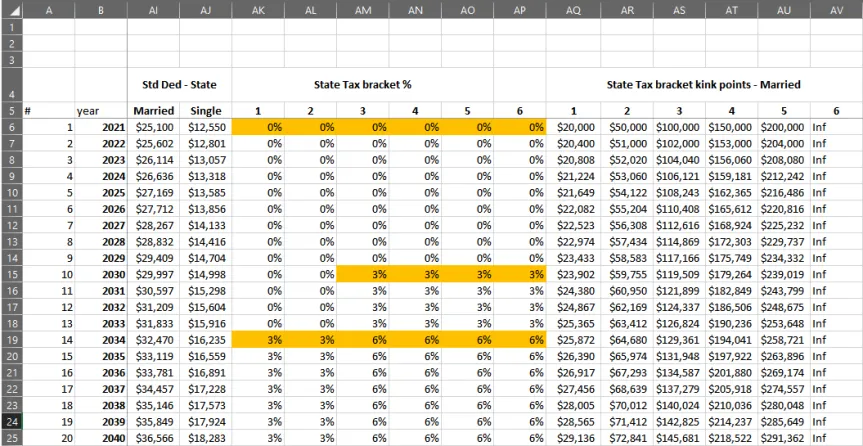 A B AI AJ AK AL AM AN AO AP AQ AR AS AT AU AV
1
2
3
4 Std Ded - State State Tax bracket % State Tax bracket kink points - Married
5 # year Married Single 1 2 3 4 5 6 1 2 3 4 5 6
6 1 2021 $25,100 $12,550 0% 0% 0% 0% 0% 0% $20,000 $50,000 $100,000 $150,000 $200,000 Inf
7 2 2022 $25,602 $12,801 0% 0% 0% 0% 0% 0% $20,400 $51,000 $102,000 $153,000 $204,000 Inf
8 3 2023 $26,114 $13,057 0% 0% 0% 0% 0% 0% $20,808 $52,020 $104,040 $156,060 $208,080 Inf
9 4 2024 $26,636 $13,318 0% 0% 0% 0% 0% 0% $21,224 $53,060 $106,121 $159,181 $212,242 Inf
10 5 2025 $27,169 $13,585 0% 0% 0% 0% 0% 0% $21,649 $54,122 $108,243 $162,365 $216,486 Inf
11 6 2026 $27,712 $13,856 0% 0% 0% 0% 0% 0% $22,082 $55,204 $110,408 $165,612 $220,816 Inf
12 7 2027 $28,267 $14,133 0% 0% 0% 0% 0% 0% $22,523 $56,308 $112,616 $168,924 $225,232 Inf
13 8 2028 $28,832 $14,416 0% 0% 0% 0% 0% 0% $22,974 $57,434 $114,869 $172,303 $229,737 Inf
14 9 2029 $29,409 $14,704 0% 0% 0% 0% 0% 0% $23,433 $58,583 $117,166 $175,749 $234,332 Inf
15 10 2030 $29,997 $14,998 0% 0% 3% 3% 3% 3% $23,902 $59,755 $119,509 $179,264 $239,019 Inf
16 11 2031 $30,597 $15,298 0% 0% 3% 3% 3% 3% $24,380 $60,950 $121,899 $182,849 $243,799 Inf
17 12 2032 $31,209 $15,604 0% 0% 3% 3% 3% 3% $24,867 $62,169 $124,337 $186,506 $248,675 Inf
18 13 2033 $31,833 $15,916 0% 0% 3% 3% 3% 3% $25,365 $63,412 $126,824 $190,236 $253,648 Inf
19 14 2034 $32,470 $16,235 3% 3% 6% 6% 6% 6% $25,872 $64,680 $129,361 $194,041 $258,721 Inf
20 15 2035 $33,119 $16,559 3% 3% 6% 6% 6% 6% $26,390 $65,974 $131,948 $197,922 $263,896 Inf
21 16 2036 $33,781 $16,891 3% 3% 6% 6% 6% 6% $26,917 $67,293 $134,587 $201,880 $269,174 Inf
22 17 2037 $34,457 $17,228 3% 3% 6% 6% 6% 6% $27,456 $68,639 $137,279 $205,918 $274,557 Inf
23 18 2038 $35,146 $17,573 3% 3% 6% 6% 6% 6% $28,005 $70,012 $140,024 $210,036 $280,048 Inf
24 19 2039 $35,849 $17,924 3% 3% 6% 6% 6% 6% $28,565 $71,412 $142,825 $214,237 $285,649 Inf
25 20 2040 $36,566 $18,283 3% 3% 6% 6% 6% 6% $29,136 $72,841 $145,681 $218,522 $291,362 Inf